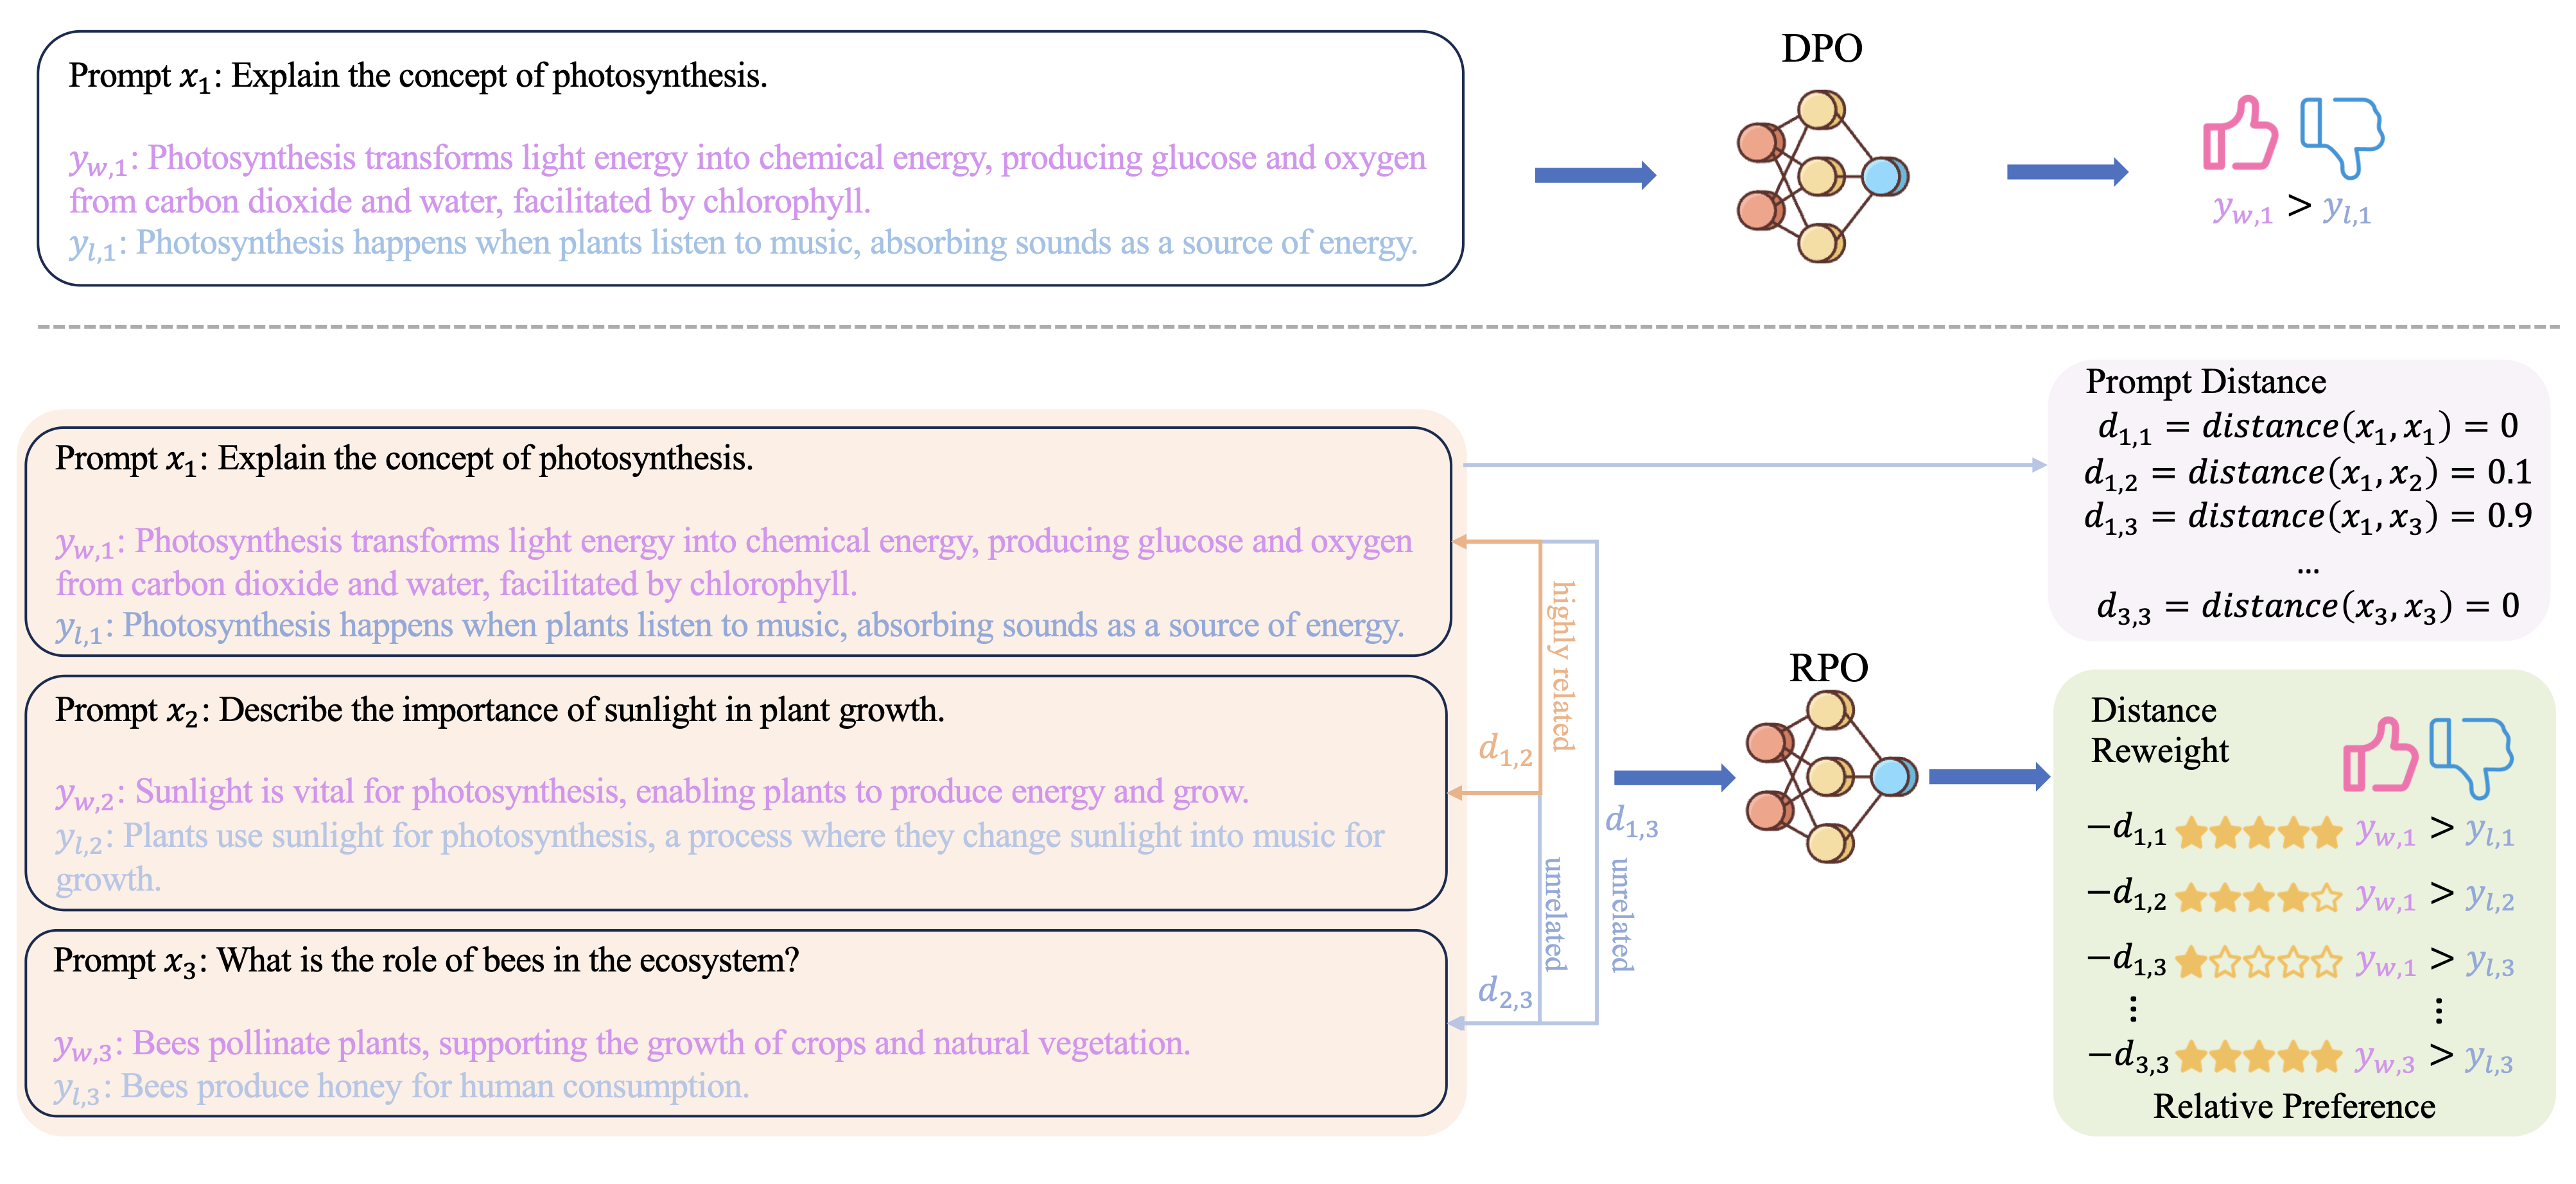 Prompt x₁: Explain the concept of photosynthesis.
y_{w,1}: Photosynthesis transforms light energy into chemical energy, producing glucose and oxygen
from carbon dioxide and water, facilitated by chlorophyll.
y_{l,1}: Photosynthesis happens when plants listen to music, absorbing sounds as a source of energy.
DPO
y_{w,1} > y_{l,1}
Prompt x₁: Explain the concept of photosynthesis.
y_{w,1}: Photosynthesis transforms light energy into chemical energy, producing glucose and oxygen
from carbon dioxide and water, facilitated by chlorophyll.
y_{l,1}: Photosynthesis happens when plants listen to music, absorbing sounds as a source of energy.
Prompt x₂: Describe the importance of sunlight in plant growth.
y_{w,2}: Sunlight is vital for photosynthesis, enabling plants to produce energy and grow.
y_{l,2}: Plants use sunlight for photosynthesis, a process where they change sunlight into music for
growth.
Prompt x₃: What is the role of bees in the ecosystem?
y_{w,3}: Bees pollinate plants, supporting the growth of crops and natural vegetation.
y_{l,3}: Bees produce honey for human consumption.
d_{1,2}
highly related
d_{2,3}
unrelated
d_{1,3}
unrelated
RPO
Prompt Distance
d_{1,1} = distance(x₁, x₁) = 0
d_{1,2} = distance(x₁, x₂) = 0.1
d_{1,3} = distance(x₁, x₃) = 0.9
...
d_{3,3} = distance(x₃, x₃) = 0
Distance
Reweight
−d_{1,1} ★★★★★ y_{w,1} > y_{l,1}
−d_{1,2} ★★★★☆ y_{w,1} > y_{l,2}
−d_{1,3} ★☆☆☆☆ y_{w,1} > y_{l,3}
⋮ ⋮
−d_{3,3} ★★★★★ y_{w,3} > y_{l,3}
Relative Preference